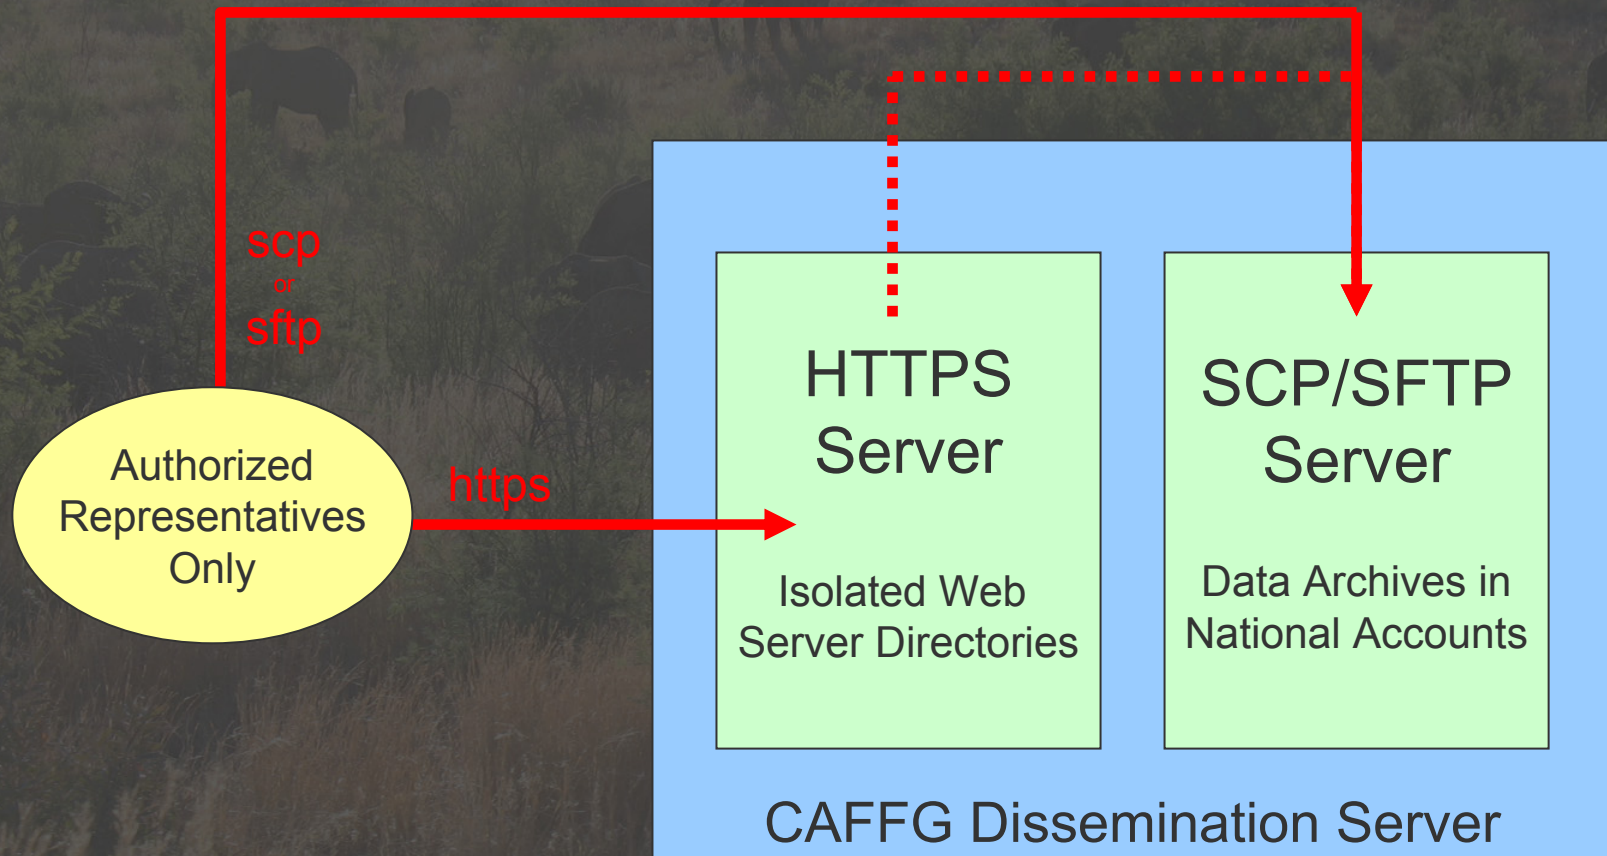 scp
or
sftp
Authorized
Representatives
Only
https
HTTPS
Server
Isolated Web
Server Directories
SCP/SFTP
Server
Data Archives in
National Accounts
CAFFG Dissemination Server